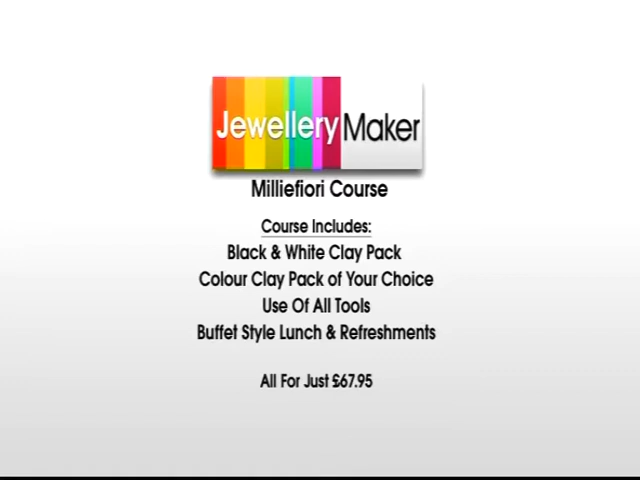 Jewellery Maker
Milliefiori Course
Course Includes:
Black & White Clay Pack
Colour Clay Pack of Your Choice
Use Of All Tools
Buffet Style Lunch & Refreshments
All For Just £67.95